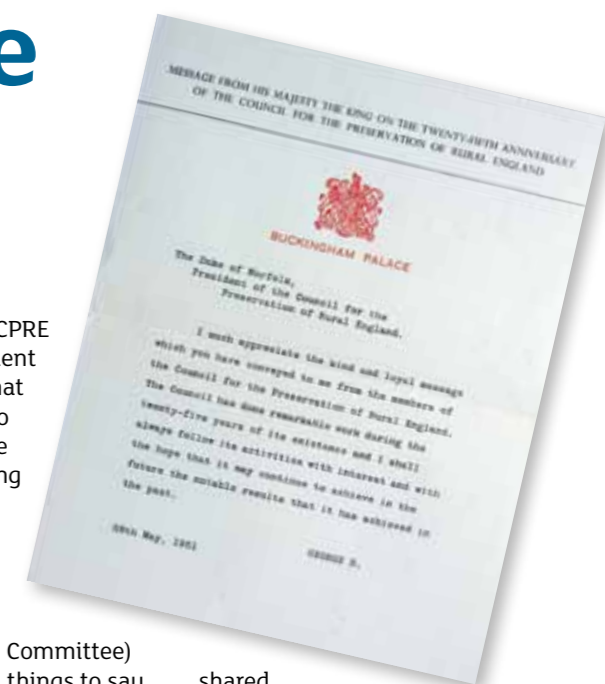 e
MESSAGE FROM HIS MAJESTY THE KING ON THE TWENTY-FIFTH ANNIVERSARY
OF THE COUNCIL FOR THE PRESERVATION OF RURAL ENGLAND
BUCKINGHAM PALACE
The Duke of Norfolk,
President of the Council for the
Preservation of Rural England.
I much appreciate the kind and loyal message
which you have conveyed to me from the members of
the Council for the Preservation of Rural England.
The Council has done remarkable work during the
twenty-five years of its existence and I shall
always follow its activities with interest and with
the hope that it may continue to achieve in the
future the notable results that it has achieved in
the past.
May, 1951
GEORGE R.
CPRE
ent
at
o
e
ng
Committee)
things to say
shared